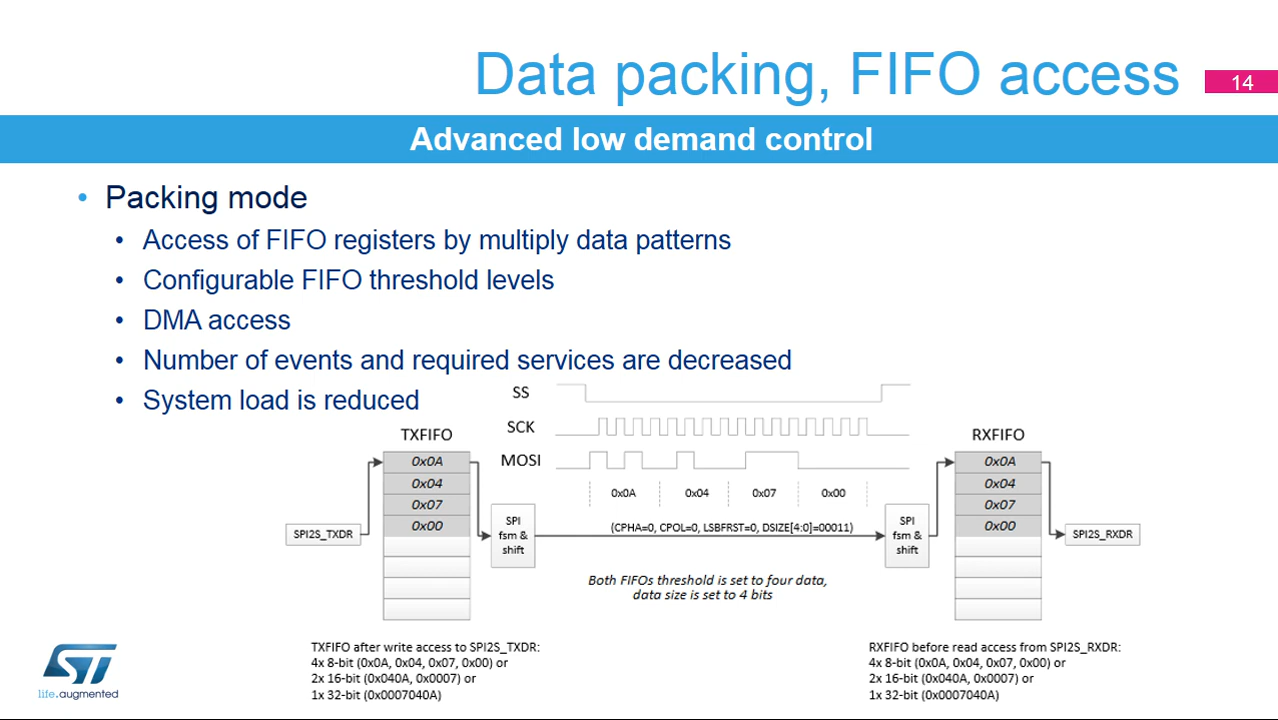 Data packing, FIFO access
14
Advanced low demand control
• Packing mode
• Access of FIFO registers by multiply data patterns
• Configurable FIFO threshold levels
• DMA access
• Number of events and required services are decreased
• System load is reduced
SS
SCK
MOSI
TXFIFO
0x0A
0x04
0x07
0x00
SPI2S_TXDR
SPI
fsm &
shift
0x0A 0x04 0x07 0x00
(CPHA=0, CPOL=0, LSBFRST=0, DSIZE[4:0]=00011)
Both FIFOs threshold is set to four data,
data size is set to 4 bits
SPI
fsm &
shift
RXFIFO
0x0A
0x04
0x07
0x00
SPI2S_RXDR
TXFIFO after write access to SPI2S_TXDR:
4x 8-bit (0x0A, 0x04, 0x07, 0x00) or
2x 16-bit (0x040A, 0x0007) or
1x 32-bit (0x0007040A)
RXFIFO before read access from SPI2S_RXDR:
4x 8-bit (0x0A, 0x04, 0x07, 0x00) or
2x 16-bit (0x040A, 0x0007) or
1x 32-bit (0x0007040A)
ST
life.augmented